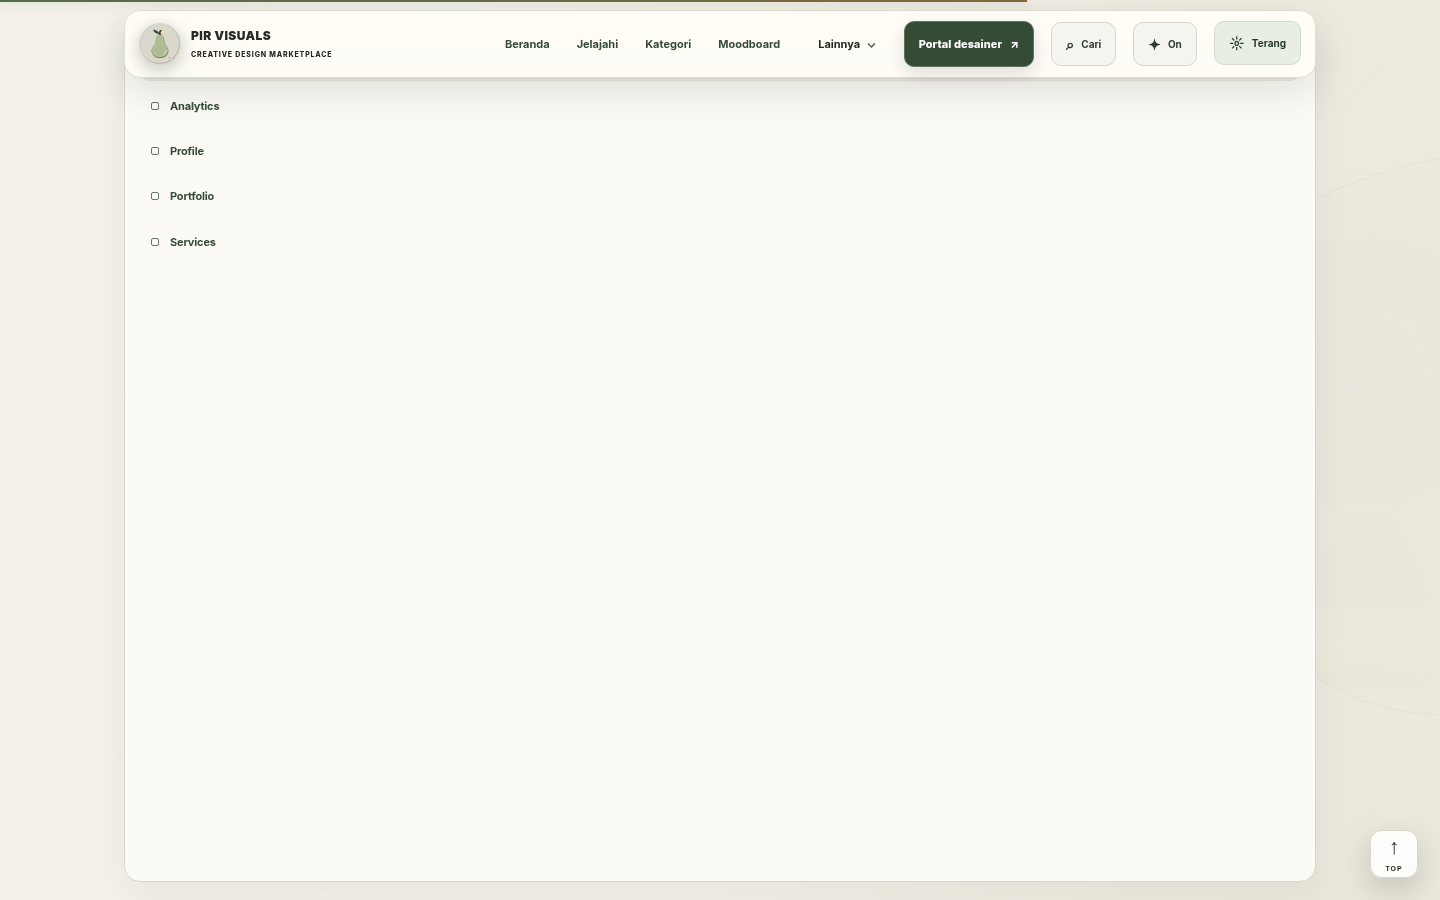 PIR VISUALS
CREATIVE DESIGN MARKETPLACE
Beranda
Jelajahi
Kategori
Moodboard
Lainnya
Portal desainer
Cari
On
Terang
Analytics
Profile
Portfolio
Services
TOP